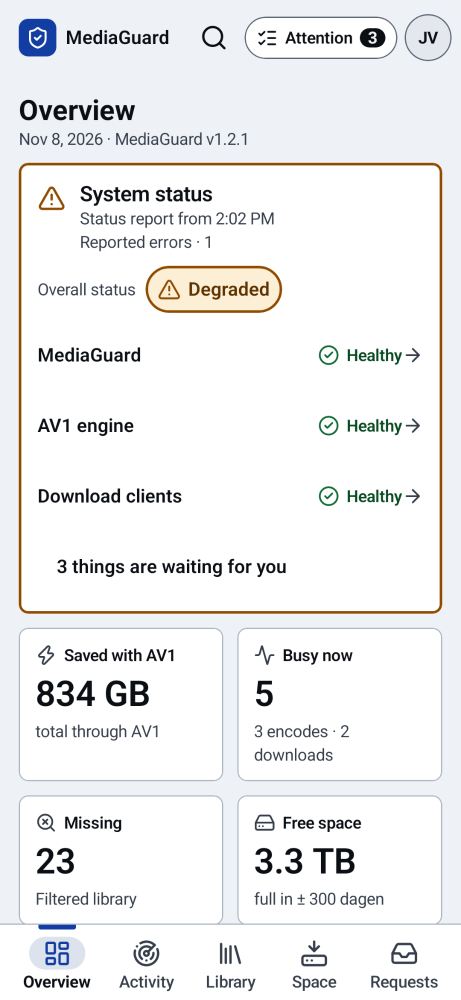 MediaGuard
Attention 3
JV
Overview
Nov 8, 2026 · MediaGuard v1.2.1
System status
Status report from 2:02 PM
Reported errors · 1
Overall status
Degraded
MediaGuard
Healthy
AV1 engine
Healthy
Download clients
Healthy
3 things are waiting for you
Saved with AV1
834 GB
total through AV1
Busy now
5
3 encodes · 2
downloads
Missing
23
Filtered library
Free space
3.3 TB
full in ± 300 dagen
Overview
Activity
Library
Space
Requests